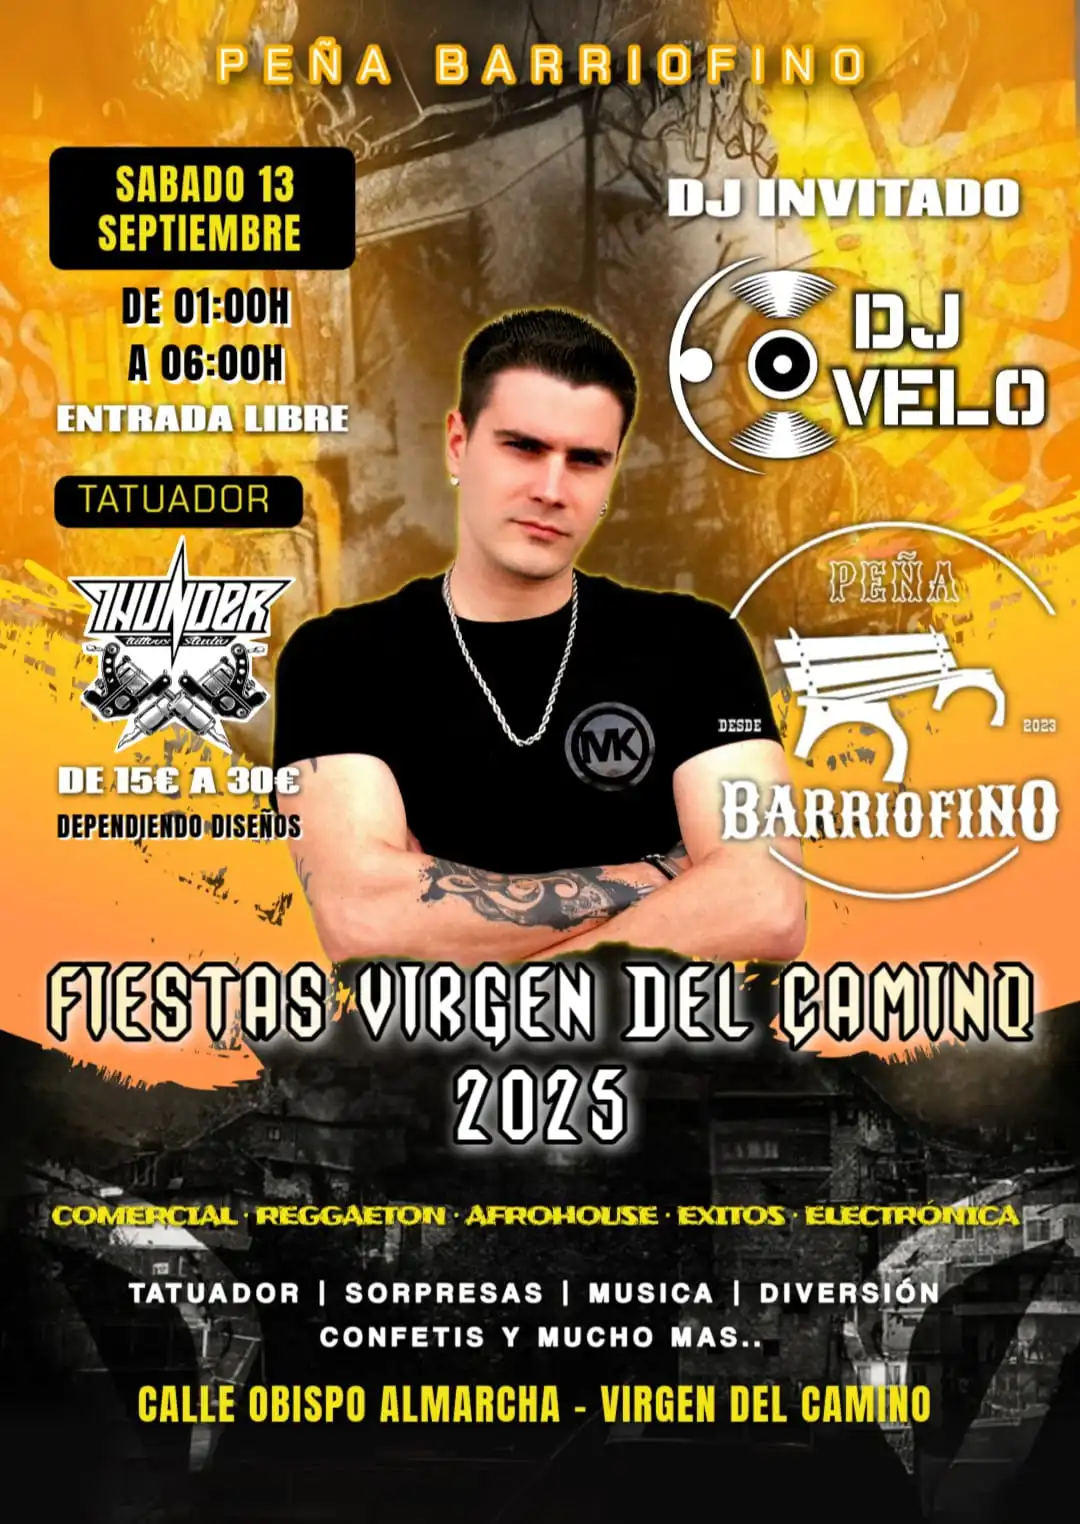 PEÑA BARRIOFINO
SABADO 13
SEPTIEMBRE
DE 01:00H
A 06:00H
ENTRADA LIBRE
DJ INVITADO
DJ
VELO
TATUADOR
THUNDER
tattoos studio
DE 15€ A 30€
DEPENDIENDO DISEÑOS
MK
PEÑA
DESDE 2023
BARRIOFINO
FIESTAS VIRGEN DEL CAMINO
2025
COMERCIAL · REGGAETON · AFROHOUSE · EXITOS · ELECTRÓNICA
TATUADOR | SORPRESAS | MUSICA | DIVERSIÓN
CONFETIS Y MUCHO MAS..
CALLE OBISPO ALMARCHA - VIRGEN DEL CAMINO